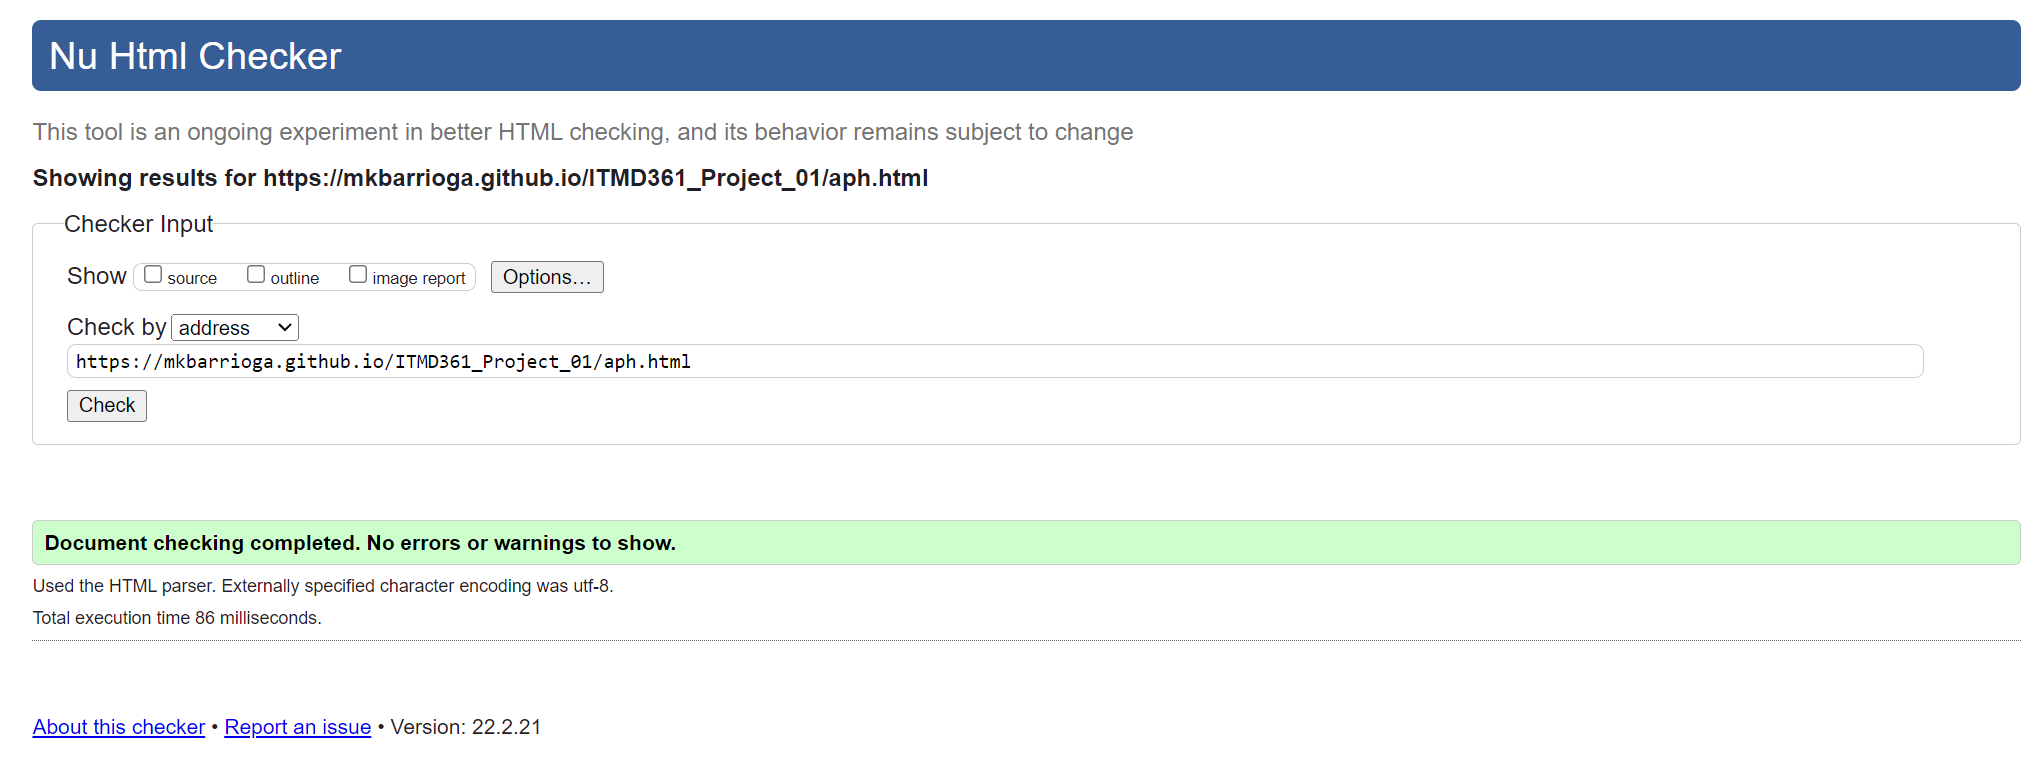 Nu Html Checker
This tool is an ongoing experiment in better HTML checking, and its behavior remains subject to change
Showing results for https://mkbarrioga.github.io/ITMD361_Project_01/aph.html
Checker Input
Show source outline image report Options...
Check by address
https://mkbarrioga.github.io/ITMD361_Project_01/aph.html
Check
Document checking completed. No errors or warnings to show.
Used the HTML parser. Externally specified character encoding was utf-8.
Total execution time 86 milliseconds.
About this checker • Report an issue • Version: 22.2.21